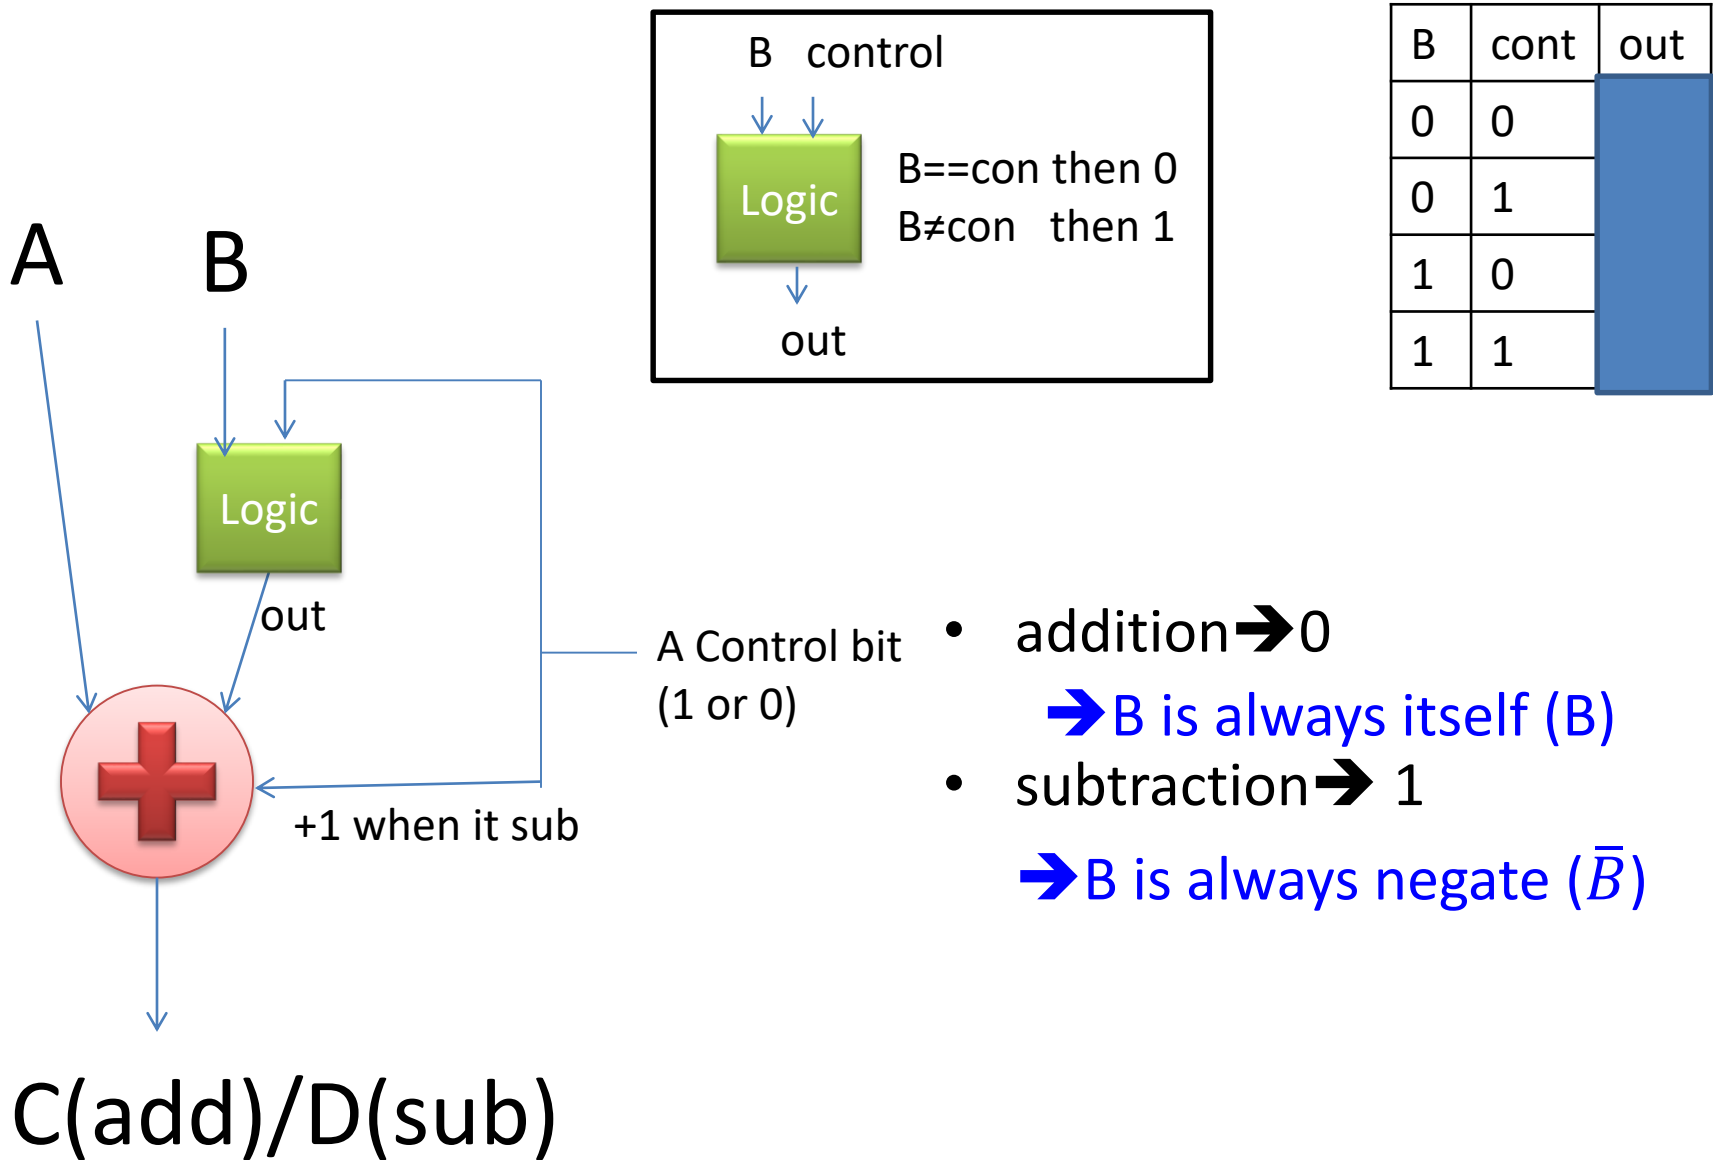 B control
Logic
B==con then 0
B≠con then 1
out
B cont out
0 0
0 1
1 0
1 1
A B
Logic
out
A Control bit
(1 or 0)
+1 when it sub
C(add)/D(sub)
• addition➔0
➔B is always itself (B)
• subtraction➔ 1
➔B is always negate (B̅)